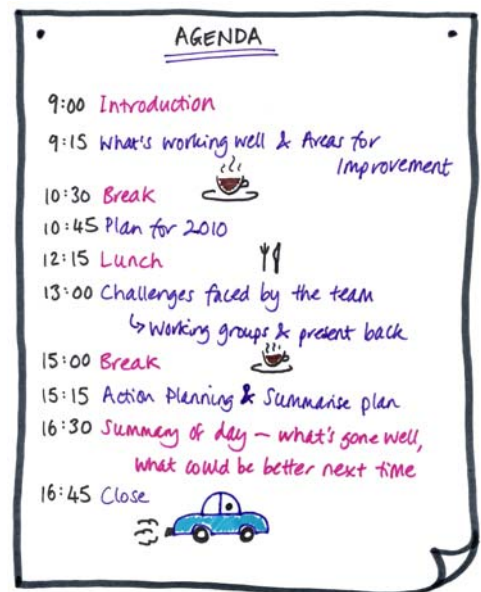 AGENDA
9:00 Introduction
9:15 What's working well & Areas for
Improvement
10:30 Break
10:45 Plan for 2010
12:15 Lunch
13:00 Challenges faced by the team
↳ Working groups & present back
15:00 Break
15:15 Action Planning & Summarise plan
16:30 Summary of day – what's gone well,
what could be better next time
16:45 Close